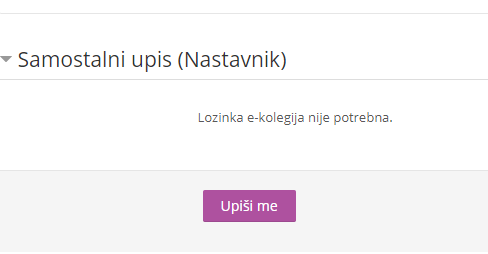 Samostalni upis (Nastavnik)
Lozinka e-kolegija nije potrebna.
Upiši me